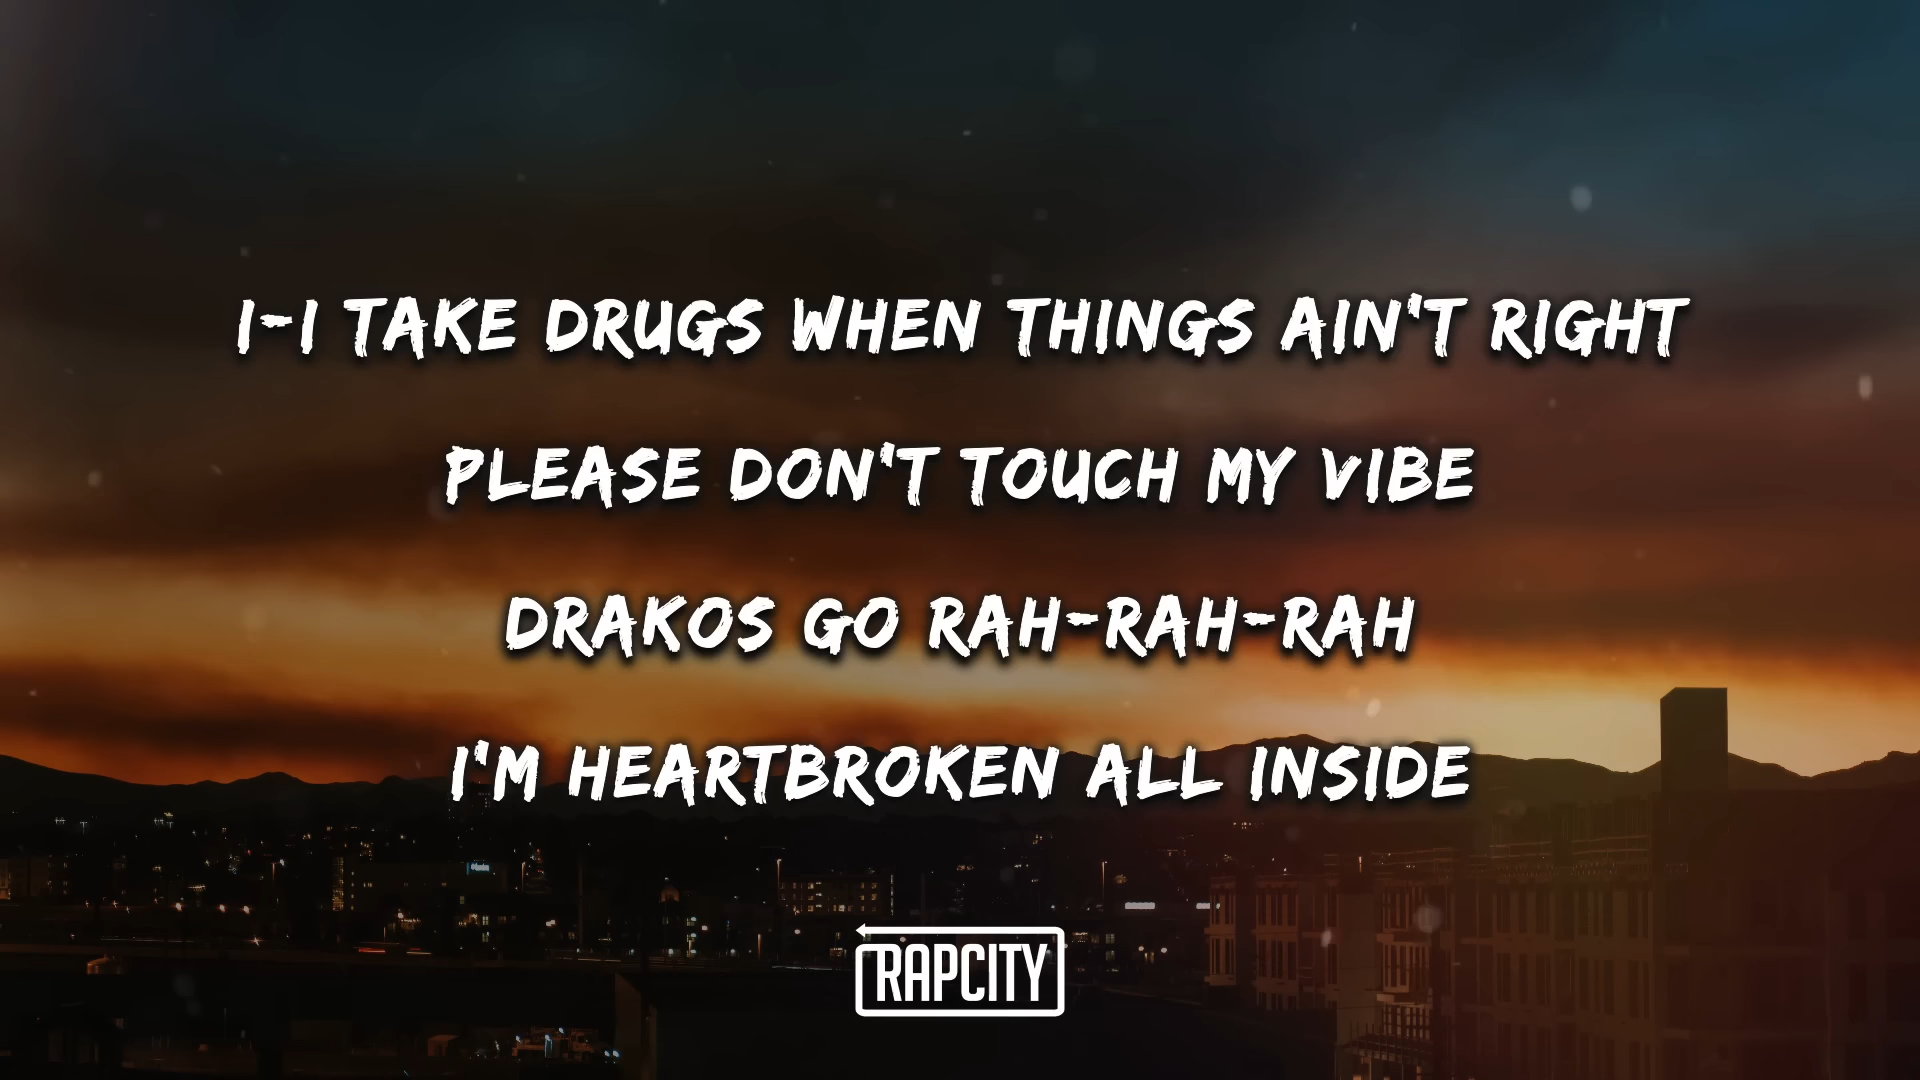 I-I TAKE DRUGS WHEN THINGS AIN'T RIGHT
PLEASE DON'T TOUCH MY VIBE
DRAKOS GO RAH-RAH-RAH
I'M HEARTBROKEN ALL INSIDE
RAPCITY